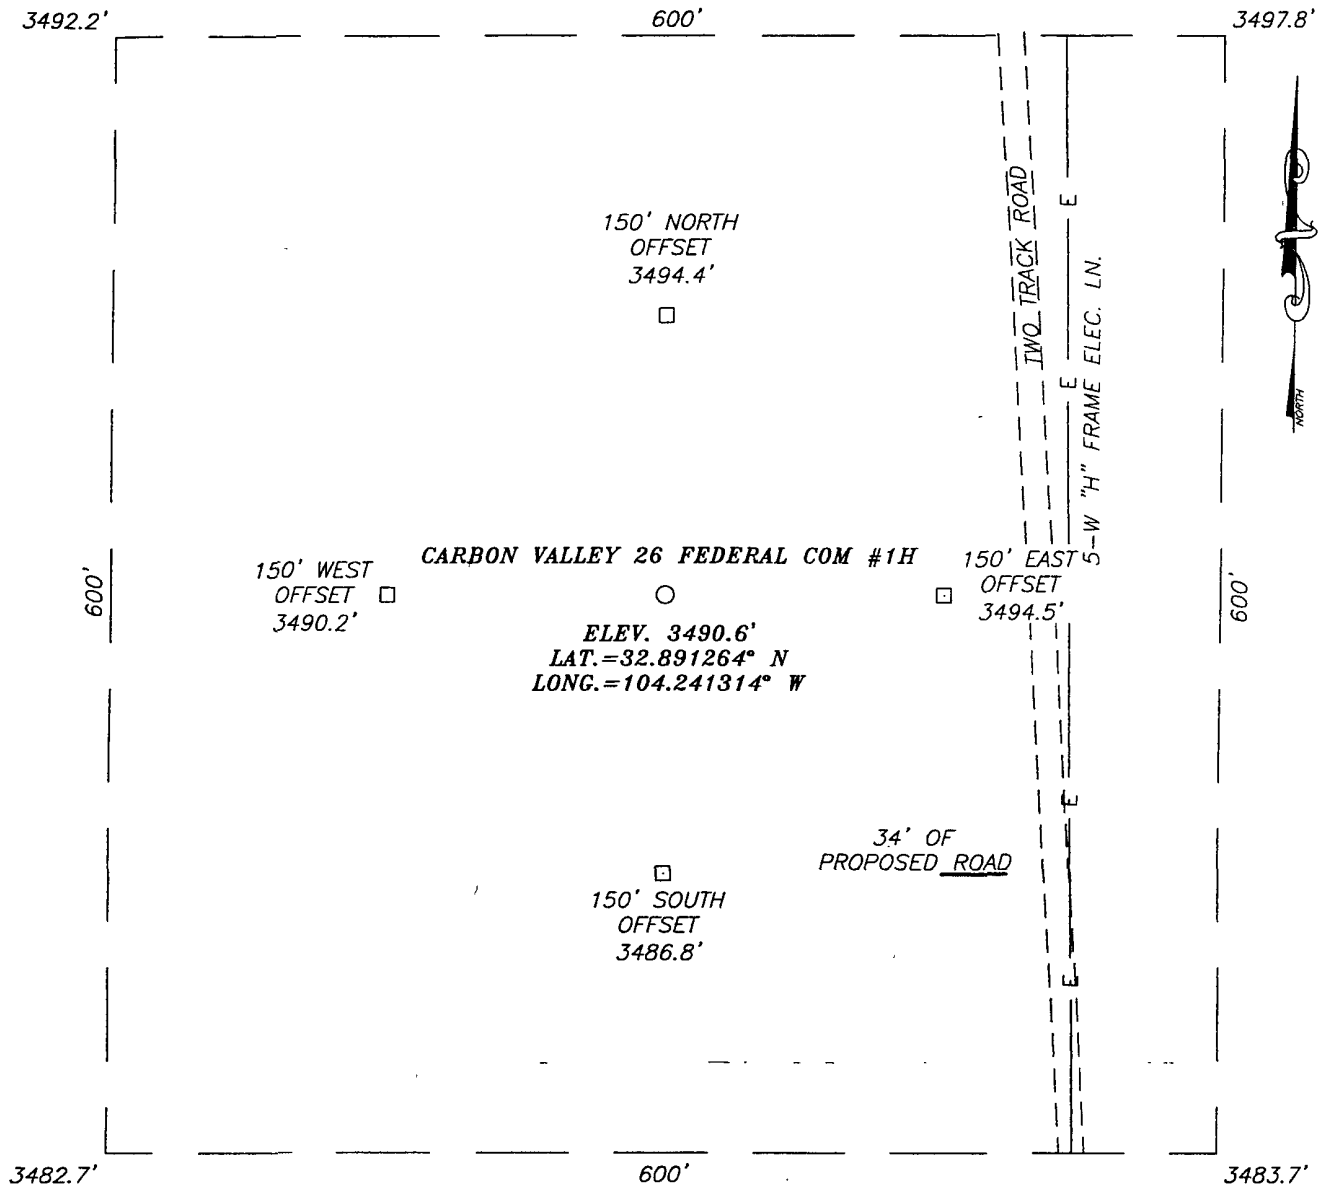 3492.2'
600'
3497.8'
150' NORTH
OFFSET
3494.4'
TWO TRACK ROAD
E
E
5-W "H" FRAME ELEC. LN.
NORTH
600'
150' WEST
OFFSET
3490.2'
CARBON VALLEY 26 FEDERAL COM #1H
ELEV. 3490.6'
LAT.=32.891264° N
LONG.=104.241314° W
150' EAST
OFFSET
3494.5'
600'
E
34' OF
PROPOSED ROAD
150' SOUTH
OFFSET
3486.8'
E
3482.7'
600'
3483.7'